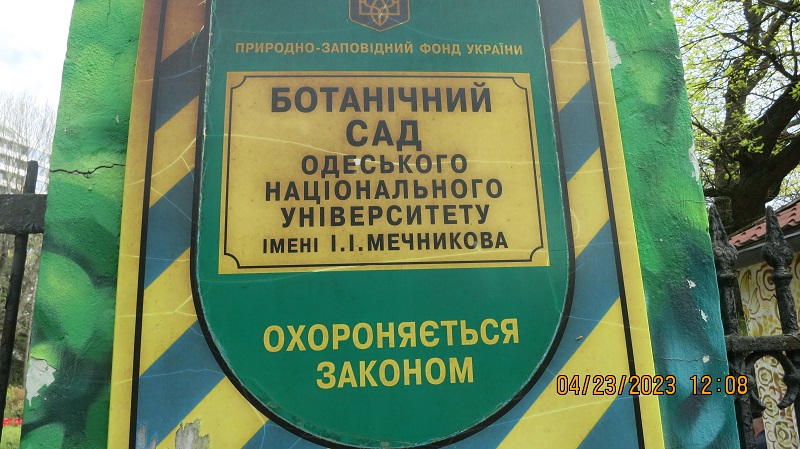 ПРИРОДНО-ЗАПОВІДНИЙ ФОНД УКРАЇНИ
БОТАНІЧНИЙ
САД
ОДЕСЬКОГО
НАЦІОНАЛЬНОГО
УНІВЕРСИТЕТУ
ІМЕНІ І.І.МЕЧНИКОВА
ОХОРОНЯЄТЬСЯ
ЗАКОНОМ
04/23/2023 12:08